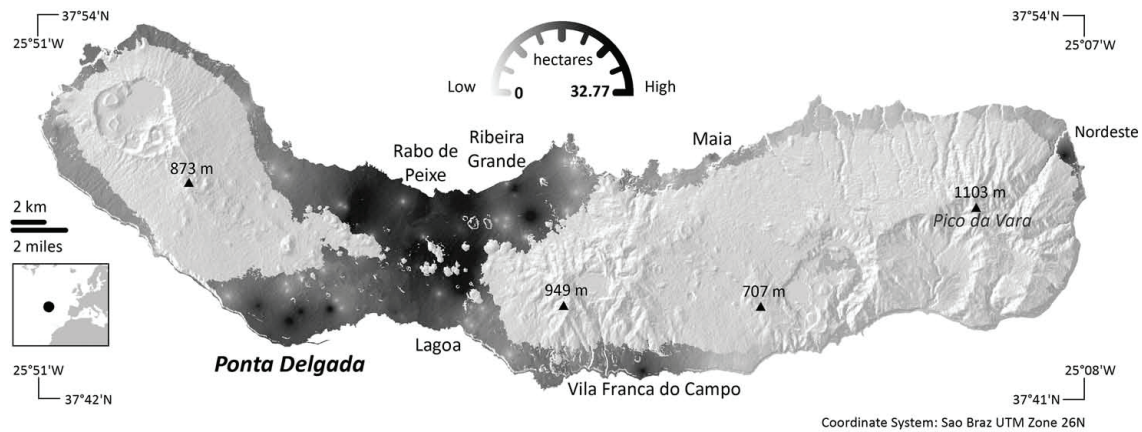 37°54'N
25°51'W
37°54'N
25°07'W
hectares
Low
0
32.77
High
Rabo de
Peixe
Ribeira
Grande
Maia
Nordeste
873 m
1103 m
Pico da Vara
2 km
2 miles
949 m
707 m
Lagoa
Ponta Delgada
Vila Franca do Campo
25°51'W
37°42'N
25°08'W
37°41'N
Coordinate System: Sao Braz UTM Zone 26N